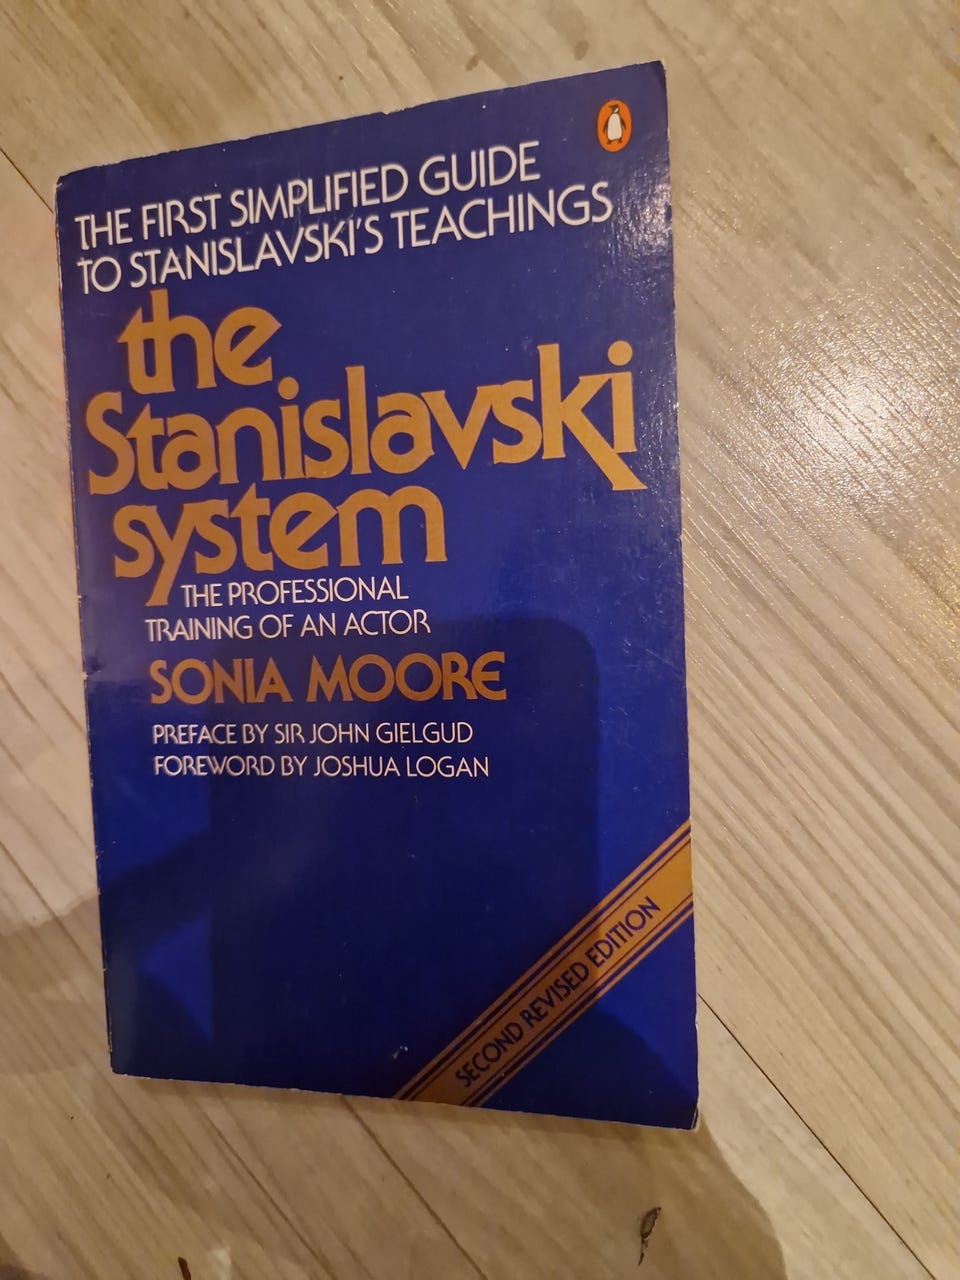 THE FIRST SIMPLIFIED GUIDE
TO STANISLAVSKI'S TEACHINGS
the
Stanislavski
system
THE PROFESSIONAL
TRAINING OF AN ACTOR
SONIA MOORE
PREFACE BY SIR JOHN GIELGUD
FOREWORD BY JOSHUA LOGAN
SECOND REVISED EDITION